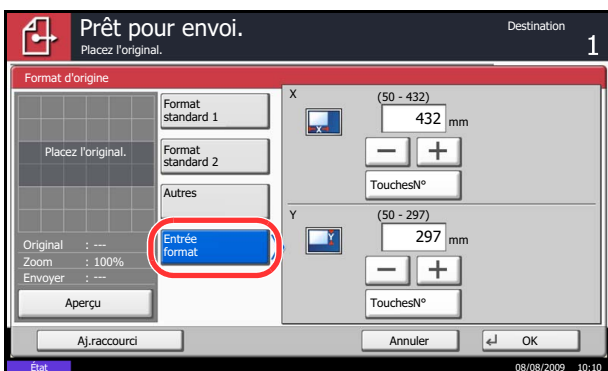 Prêt pour envoi.
Placez l'original.
Destination
1
Format d'origine
Placez l'original.
Original : ---
Zoom : 100%
Envoyer : ---
Aperçu
Format
standard 1
Format
standard 2
Autres
Entrée
format
X
(50 - 432)
X
432 mm
TouchesN°
Y
(50 - 297)
Y
297 mm
TouchesN°
Aj.raccourci
Annuler
OK
État
08/08/2009 10:10